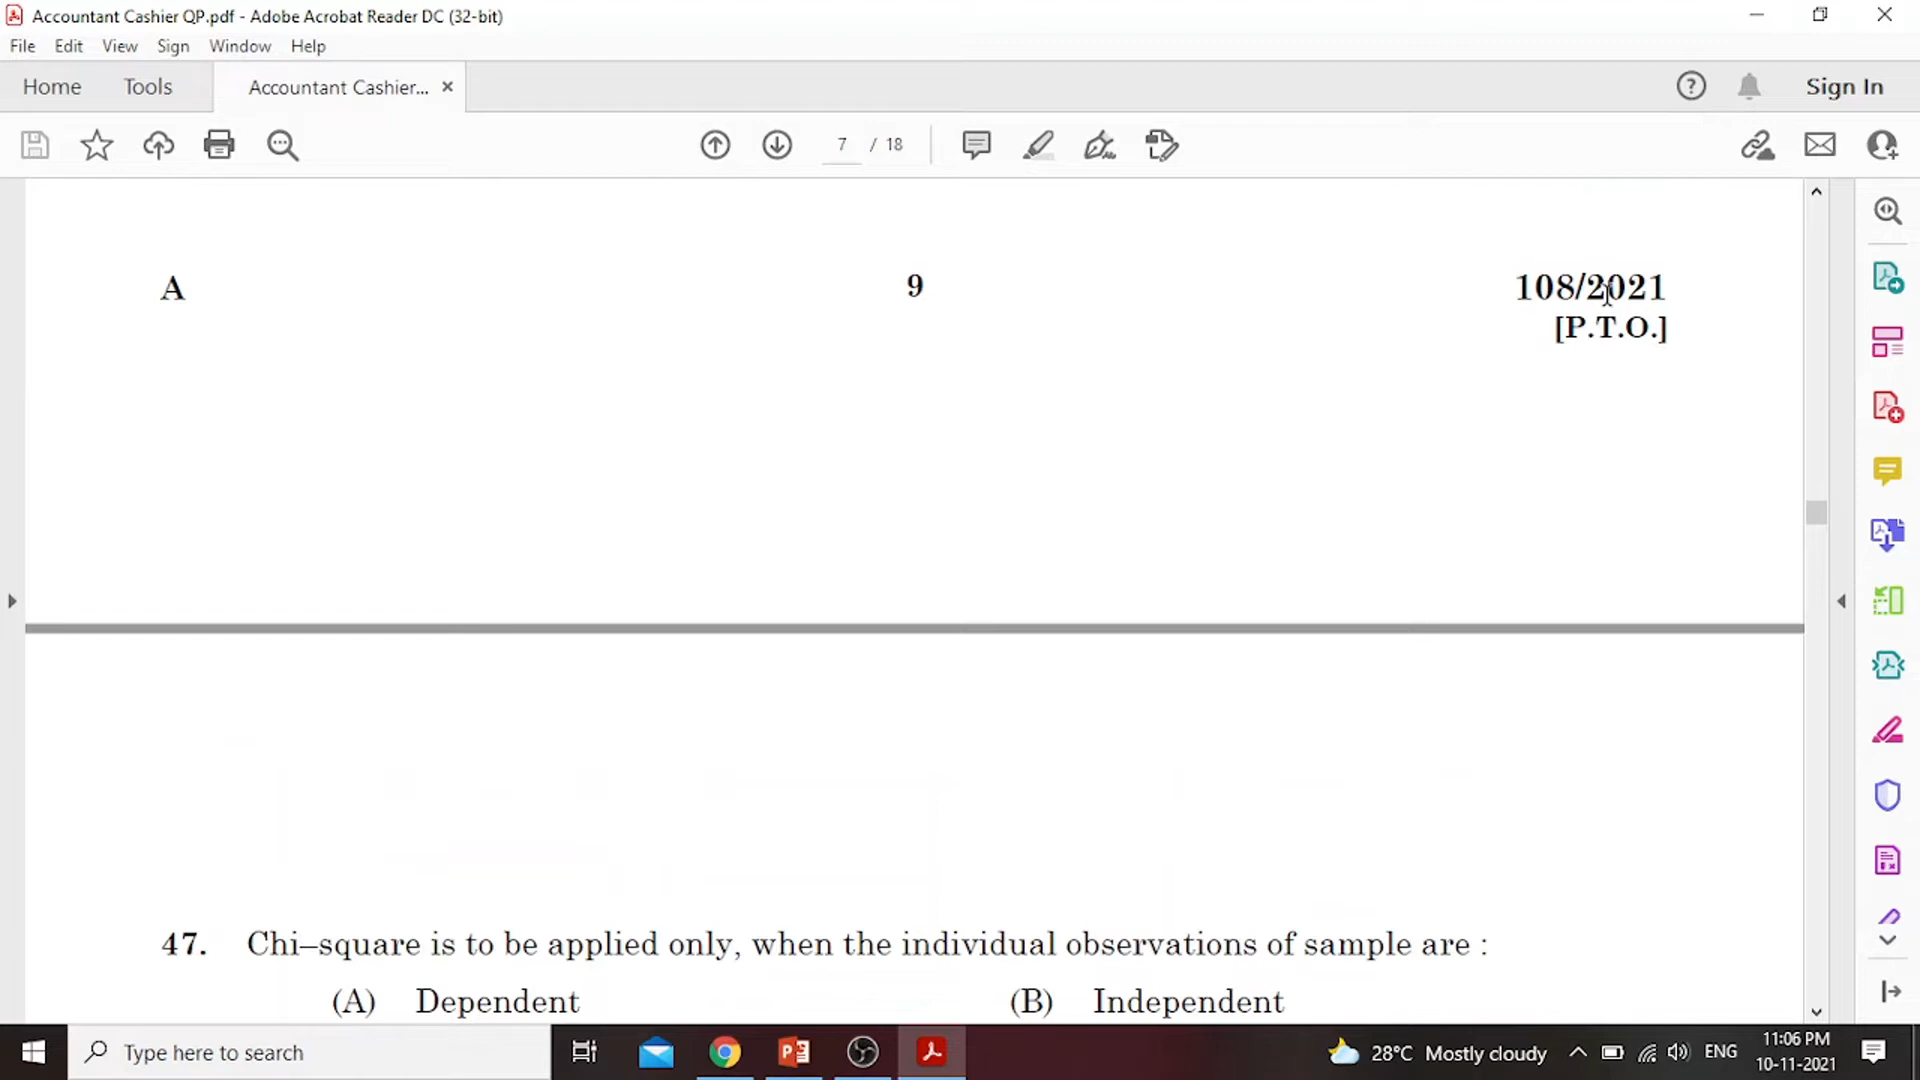 Accountant Cashier QP.pdf - Adobe Acrobat Reader DC (32-bit)
File Edit View Sign Window Help
Home Tools Accountant Cashier... × Sign In
7 / 18
A 9 108/2021
[P.T.O.]
47. Chi–square is to be applied only, when the individual observations of sample are :
(A) Dependent (B) Independent
Type here to search 28°C Mostly cloudy ENG 11:06 PM
10-11-2021